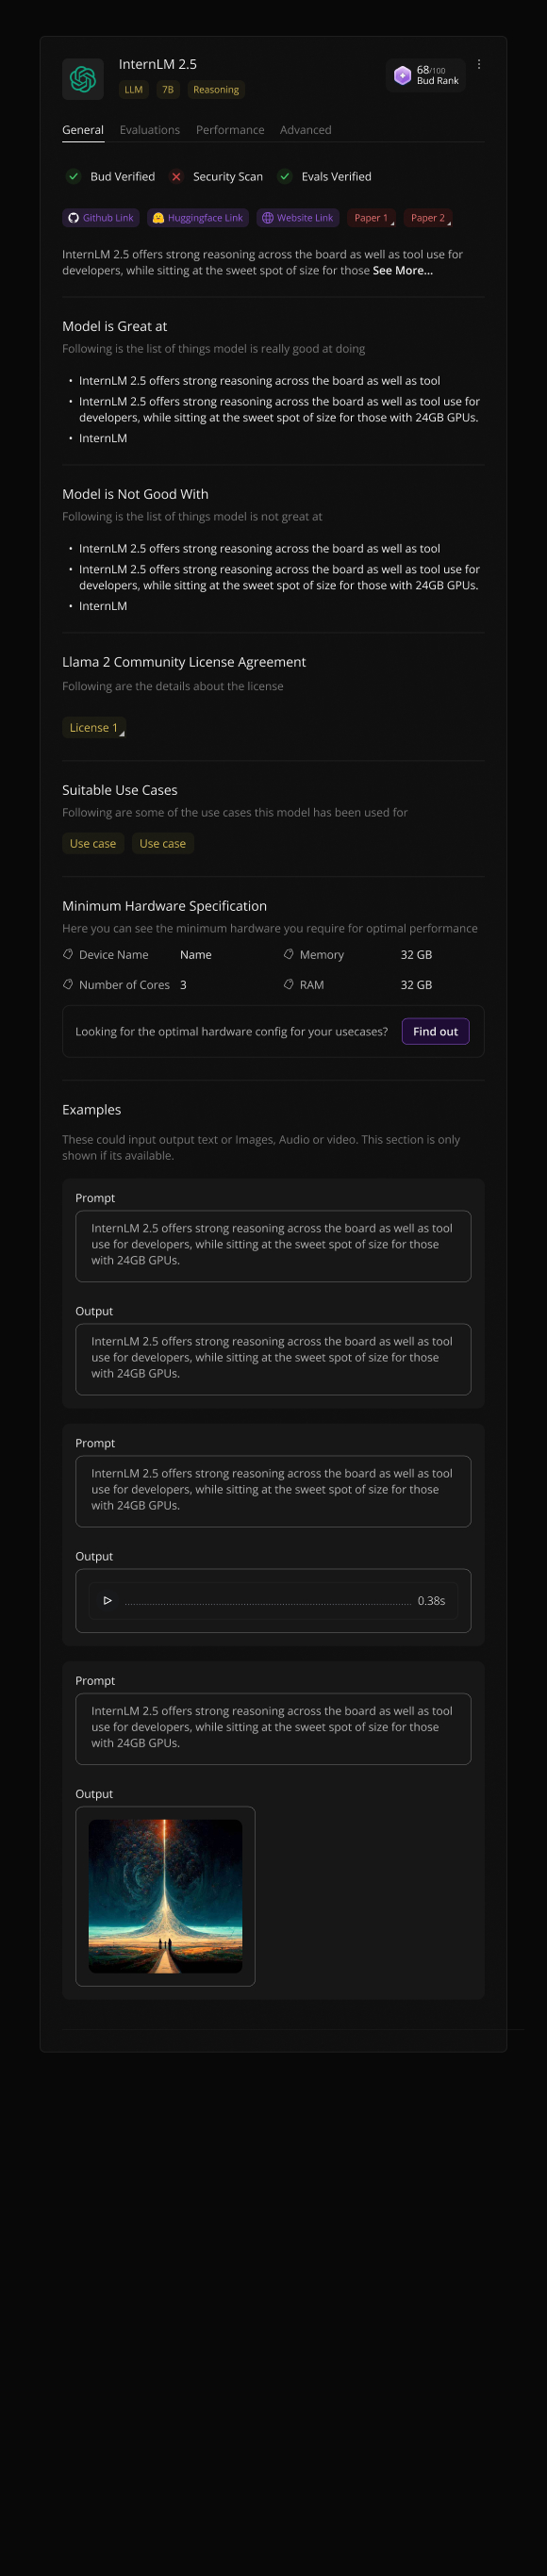 InternLM 2.5
LLM 7B Reasoning
68/100
Bud Rank
General Evaluations Performance Advanced
Bud Verified Security Scan Evals Verified
Github Link Huggingface Link Website Link Paper 1 Paper 2
InternLM 2.5 offers strong reasoning across the board as well as tool use for
developers, while sitting at the sweet spot of size for those See More...
Model is Great at
Following is the list of things model is really good at doing
• InternLM 2.5 offers strong reasoning across the board as well as tool
• InternLM 2.5 offers strong reasoning across the board as well as tool use for
developers, while sitting at the sweet spot of size for those with 24GB GPUs.
• InternLM
Model is Not Good With
Following is the list of things model is not great at
• InternLM 2.5 offers strong reasoning across the board as well as tool
• InternLM 2.5 offers strong reasoning across the board as well as tool use for
developers, while sitting at the sweet spot of size for those with 24GB GPUs.
• InternLM
Llama 2 Community License Agreement
Following are the details about the license
License 1
Suitable Use Cases
Following are some of the use cases this model has been used for
Use case Use case
Minimum Hardware Specification
Here you can see the minimum hardware you require for optimal performance
Device Name Name Memory 32 GB
Number of Cores 3 RAM 32 GB
Looking for the optimal hardware config for your usecases? Find out
Examples
These could input output text or Images, Audio or video. This section is only
shown if its available.
Prompt
InternLM 2.5 offers strong reasoning across the board as well as tool
use for developers, while sitting at the sweet spot of size for those
with 24GB GPUs.
Output
InternLM 2.5 offers strong reasoning across the board as well as tool
use for developers, while sitting at the sweet spot of size for those
with 24GB GPUs.
Prompt
InternLM 2.5 offers strong reasoning across the board as well as tool
use for developers, while sitting at the sweet spot of size for those
with 24GB GPUs.
Output
0.38s
Prompt
InternLM 2.5 offers strong reasoning across the board as well as tool
use for developers, while sitting at the sweet spot of size for those
with 24GB GPUs.
Output